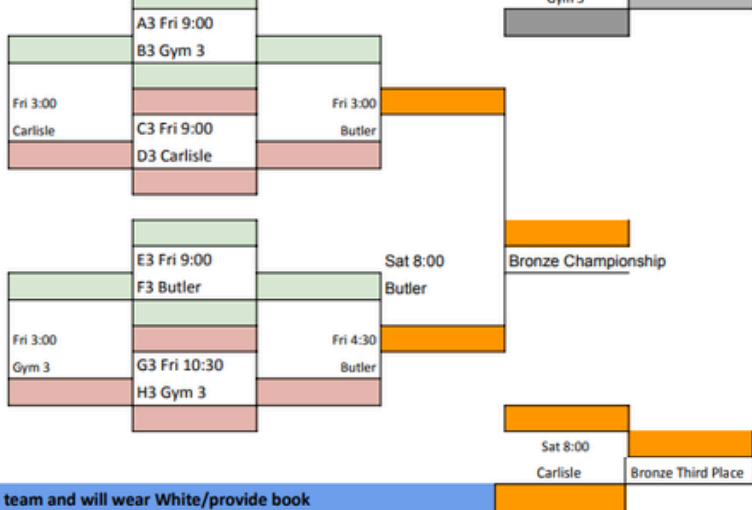 A3 Fri 9:00
B3 Gym 3
Fri 3:00
Carlisle
Fri 3:00
Butler
C3 Fri 9:00
D3 Carlisle
E3 Fri 9:00
F3 Butler
Sat 8:00
Butler
Bronze Championship
Fri 3:00
Gym 3
Fri 4:30
Butler
G3 Fri 10:30
H3 Gym 3
Sat 8:00
Carlisle
Bronze Third Place
team and will wear White/provide book